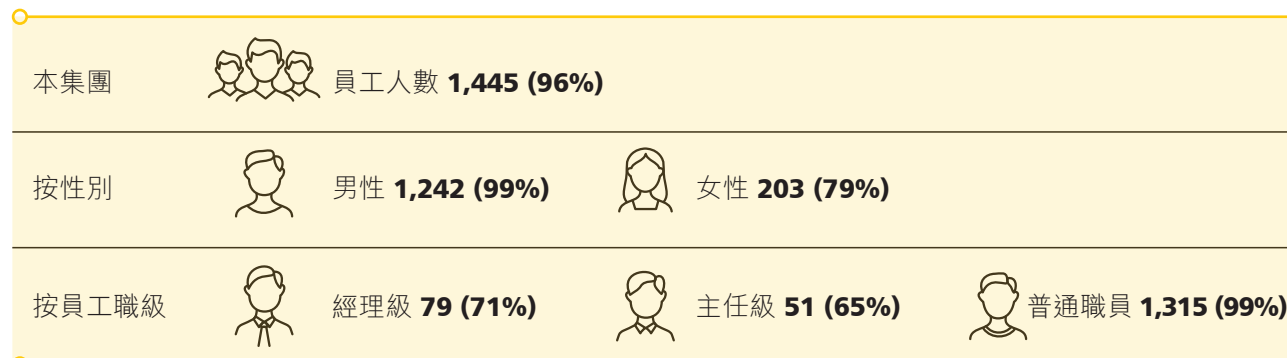 本集團 員工人數 1,445 (96%)
按性別 男性 1,242 (99%) 女性 203 (79%)
按員工職級 經理級 79 (71%) 主任級 51 (65%) 普通職員 1,315 (99%)